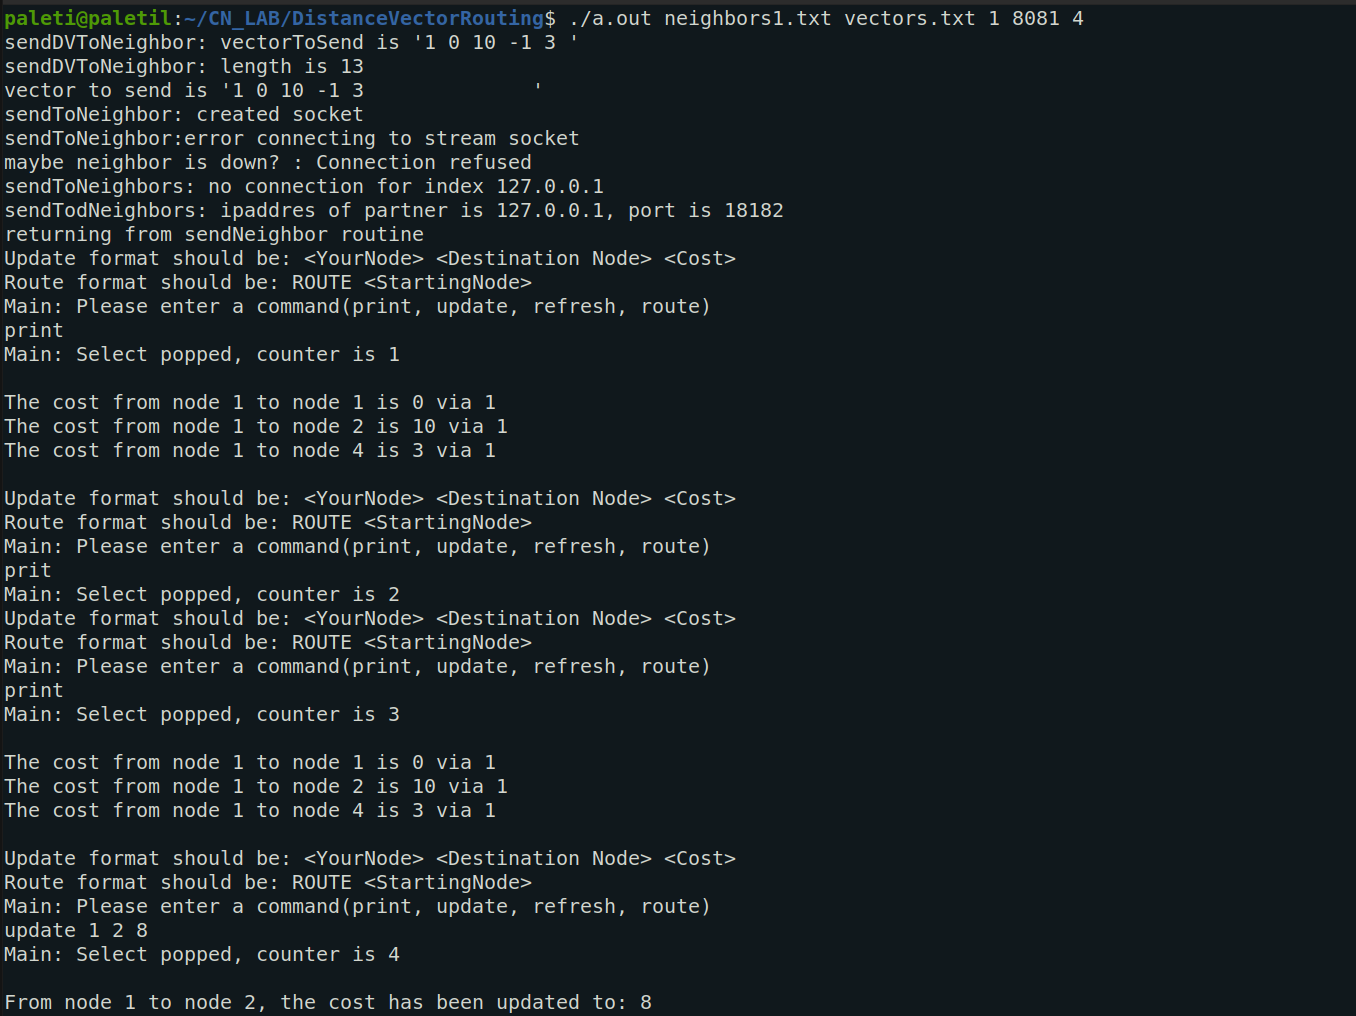 paleti@paletil:~/CN_LAB/DistanceVectorRouting$ ./a.out neighbors1.txt vectors.txt 1 8081 4
sendDVToNeighbor: vectorToSend is '1 0 10 -1 3 '
sendDVToNeighbor: length is 13
vector to send is '1 0 10 -1 3              '
sendToNeighbor: created socket
sendToNeighbor:error connecting to stream socket
maybe neighbor is down? : Connection refused
sendToNeighbors: no connection for index 127.0.0.1
sendTodNeighbors: ipaddres of partner is 127.0.0.1, port is 18182
returning from sendNeighbor routine
Update format should be: <YourNode> <Destination Node> <Cost>
Route format should be: ROUTE <StartingNode>
Main: Please enter a command(print, update, refresh, route)
print
Main: Select popped, counter is 1
The cost from node 1 to node 1 is 0 via 1
The cost from node 1 to node 2 is 10 via 1
The cost from node 1 to node 4 is 3 via 1
Update format should be: <YourNode> <Destination Node> <Cost>
Route format should be: ROUTE <StartingNode>
Main: Please enter a command(print, update, refresh, route)
prit
Main: Select popped, counter is 2
Update format should be: <YourNode> <Destination Node> <Cost>
Route format should be: ROUTE <StartingNode>
Main: Please enter a command(print, update, refresh, route)
print
Main: Select popped, counter is 3
The cost from node 1 to node 1 is 0 via 1
The cost from node 1 to node 2 is 10 via 1
The cost from node 1 to node 4 is 3 via 1
Update format should be: <YourNode> <Destination Node> <Cost>
Route format should be: ROUTE <StartingNode>
Main: Please enter a command(print, update, refresh, route)
update 1 2 8
Main: Select popped, counter is 4
From node 1 to node 2, the cost has been updated to: 8